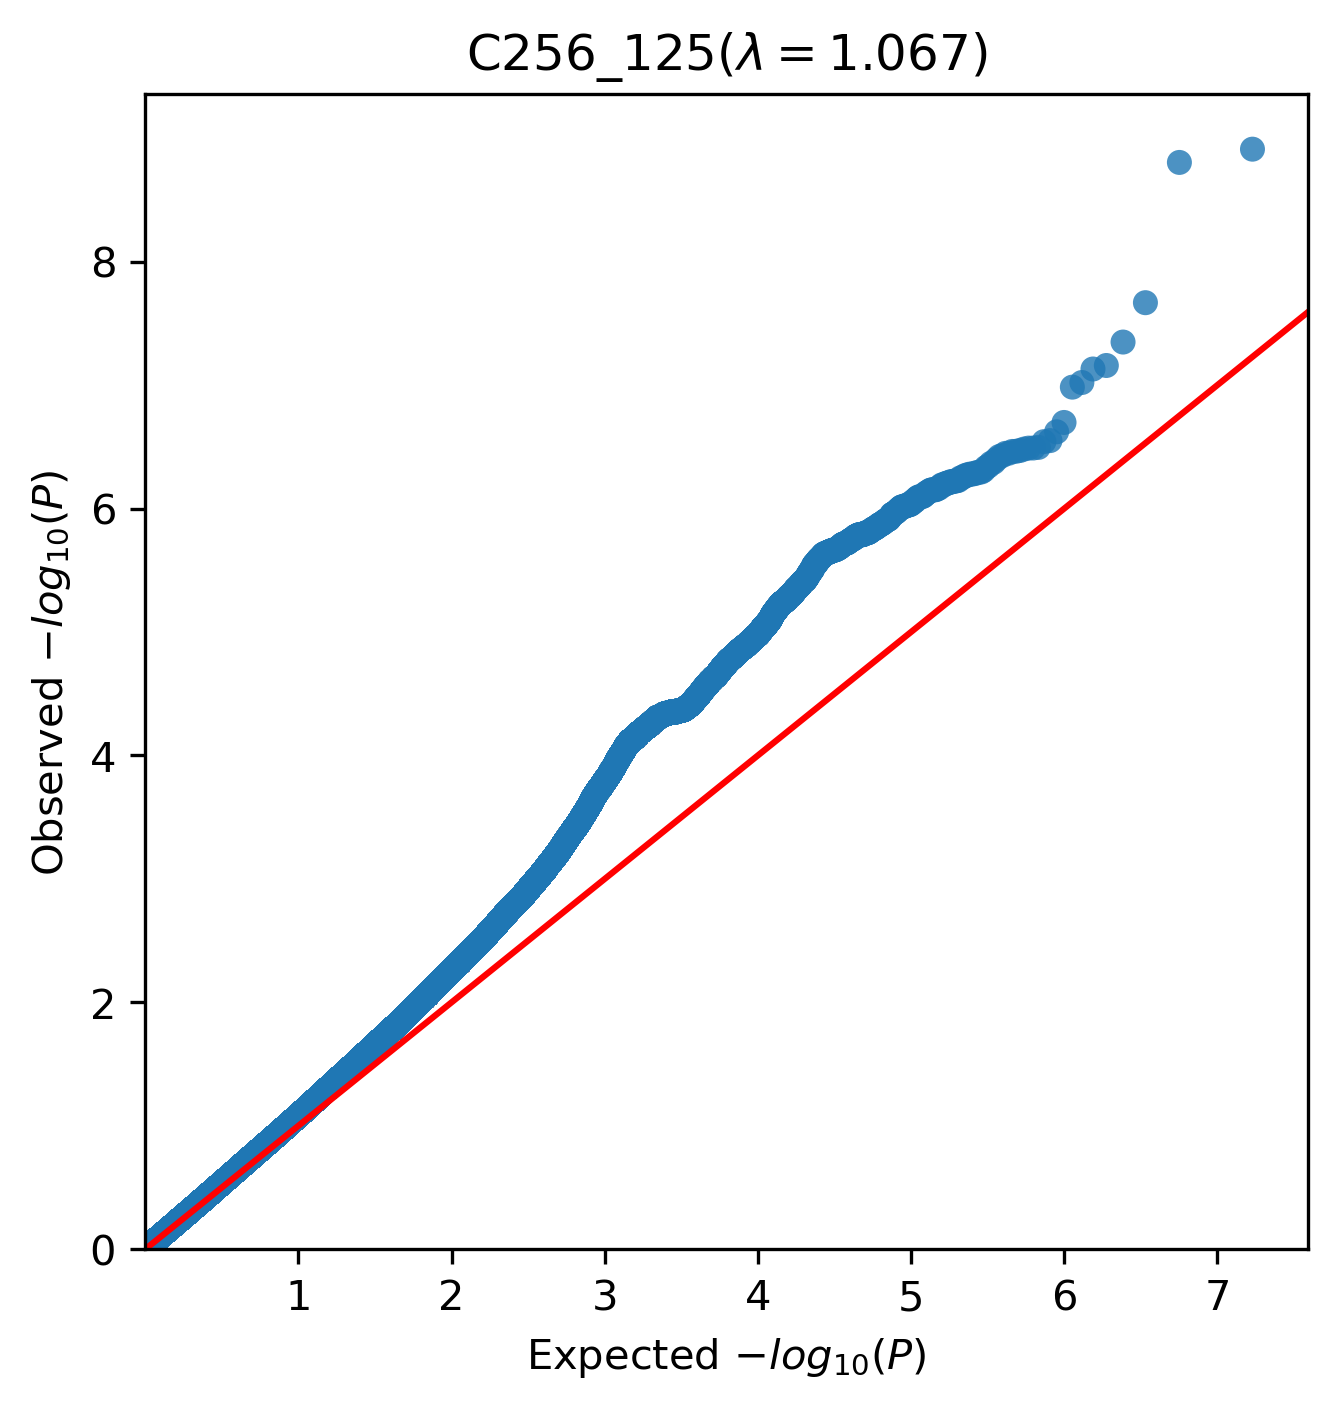 C256_125(λ = 1.067)
Observed −log₁₀(P)
8
6
4
2
0
1 2 3 4 5 6 7
Expected −log₁₀(P)